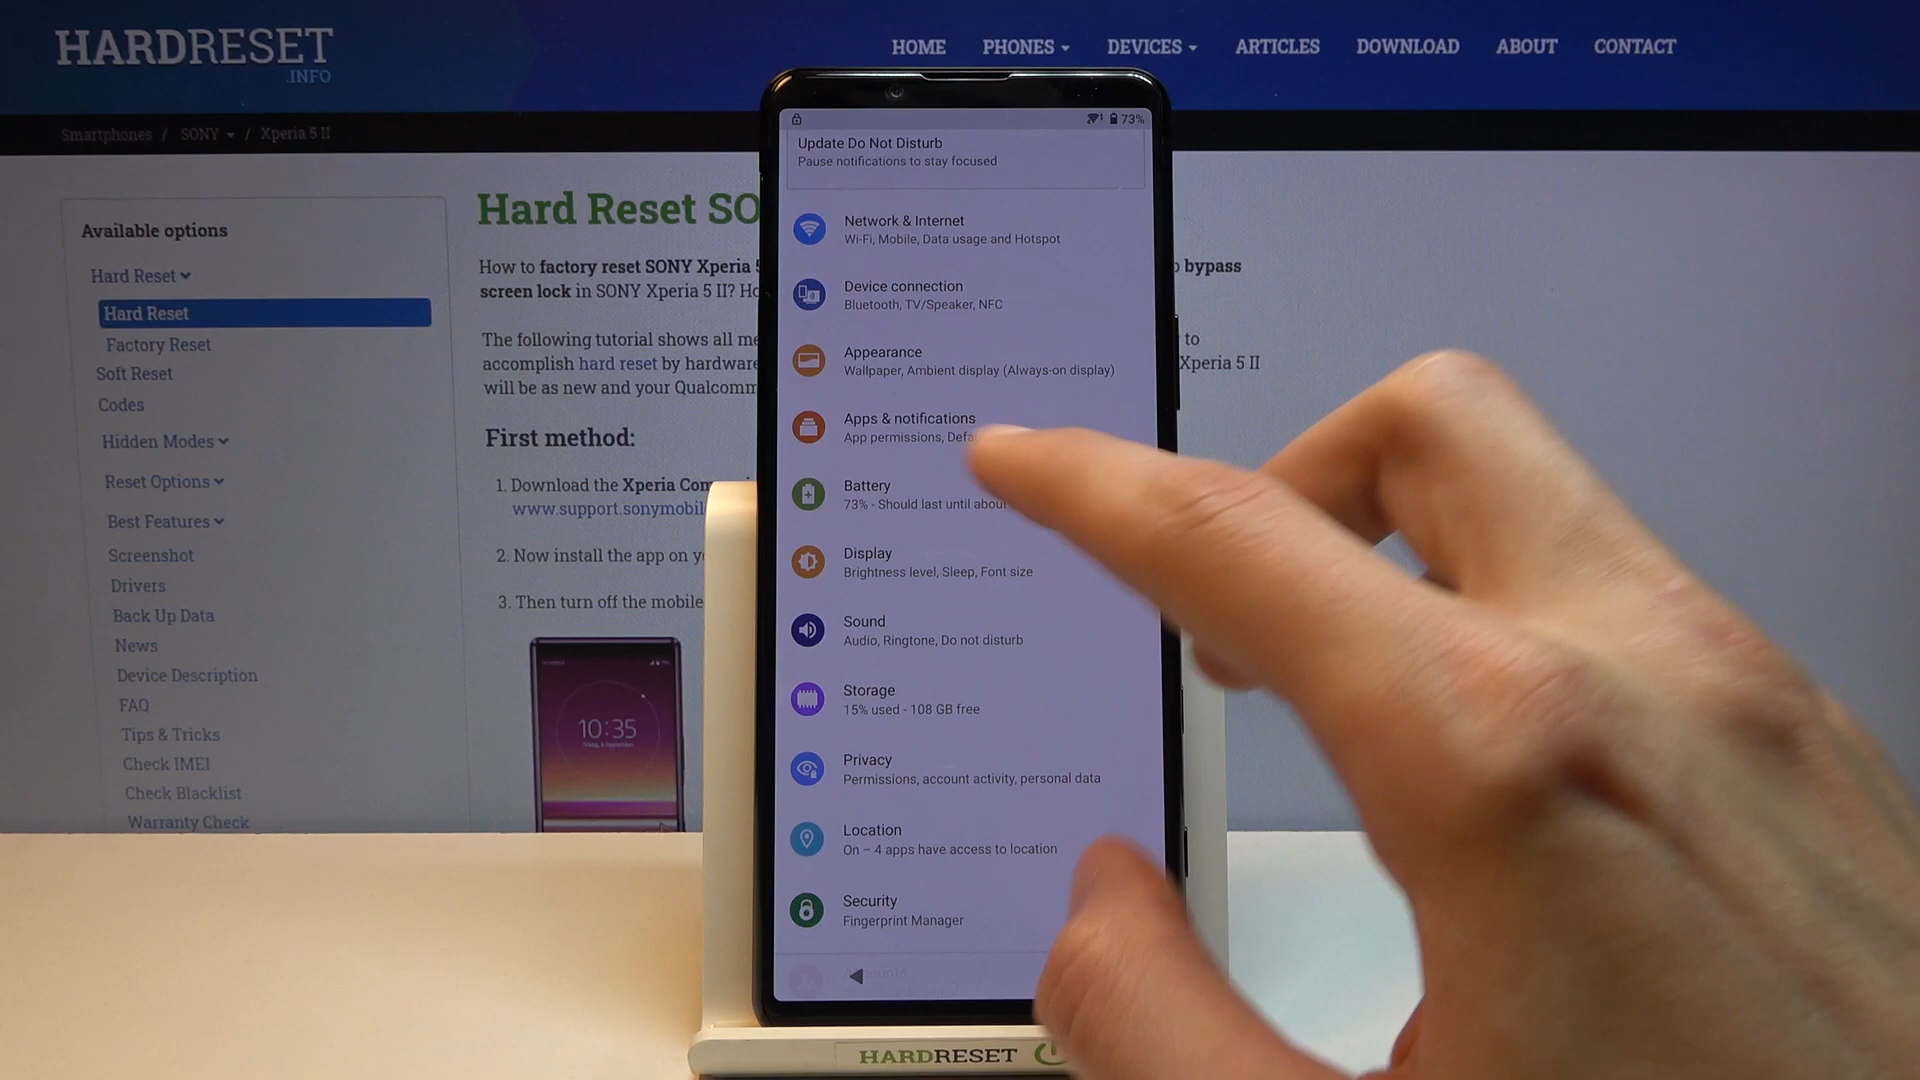 HARDRESET
.INFO
HOME PHONES DEVICES ARTICLES DOWNLOAD ABOUT CONTACT
Smartphones / SONY / Xperia 5 II
Available options
Hard Reset
Hard Reset
Factory Reset
Soft Reset
Codes
Hidden Modes
Reset Options
Best Features
Screenshot
Drivers
Back Up Data
News
Device Description
FAQ
Tips & Tricks
Check IMEI
Check Blacklist
Warranty Check
Hard Reset SO
How to factory reset SONY Xperia 5
bypass
screen lock in SONY Xperia 5 II?
The following tutorial shows all
to
accomplish hard reset by hardware
Xperia 5 II
will be as new and your
First method:
1. Download the Xperia
www.support.sonymobil
2. Now install the app on
3. Then turn off the mobile
10:35
73%
Update Do Not Disturb
Pause notifications to stay focused
Network & Internet
Wi-Fi, Mobile, Data usage and Hotspot
Device connection
Bluetooth, TV/Speaker, NFC
Appearance
Wallpaper, Ambient display (Always-on display)
Apps & notifications
App permissions,
Battery
73% - Should last until about
Display
Brightness level, Sleep, Font size
Sound
Audio, Ringtone, Do not disturb
Storage
15% used - 108 GB free
Privacy
Permissions, account activity, personal data
Location
On – 4 apps have access to location
Security
Fingerprint Manager
HARDRESET